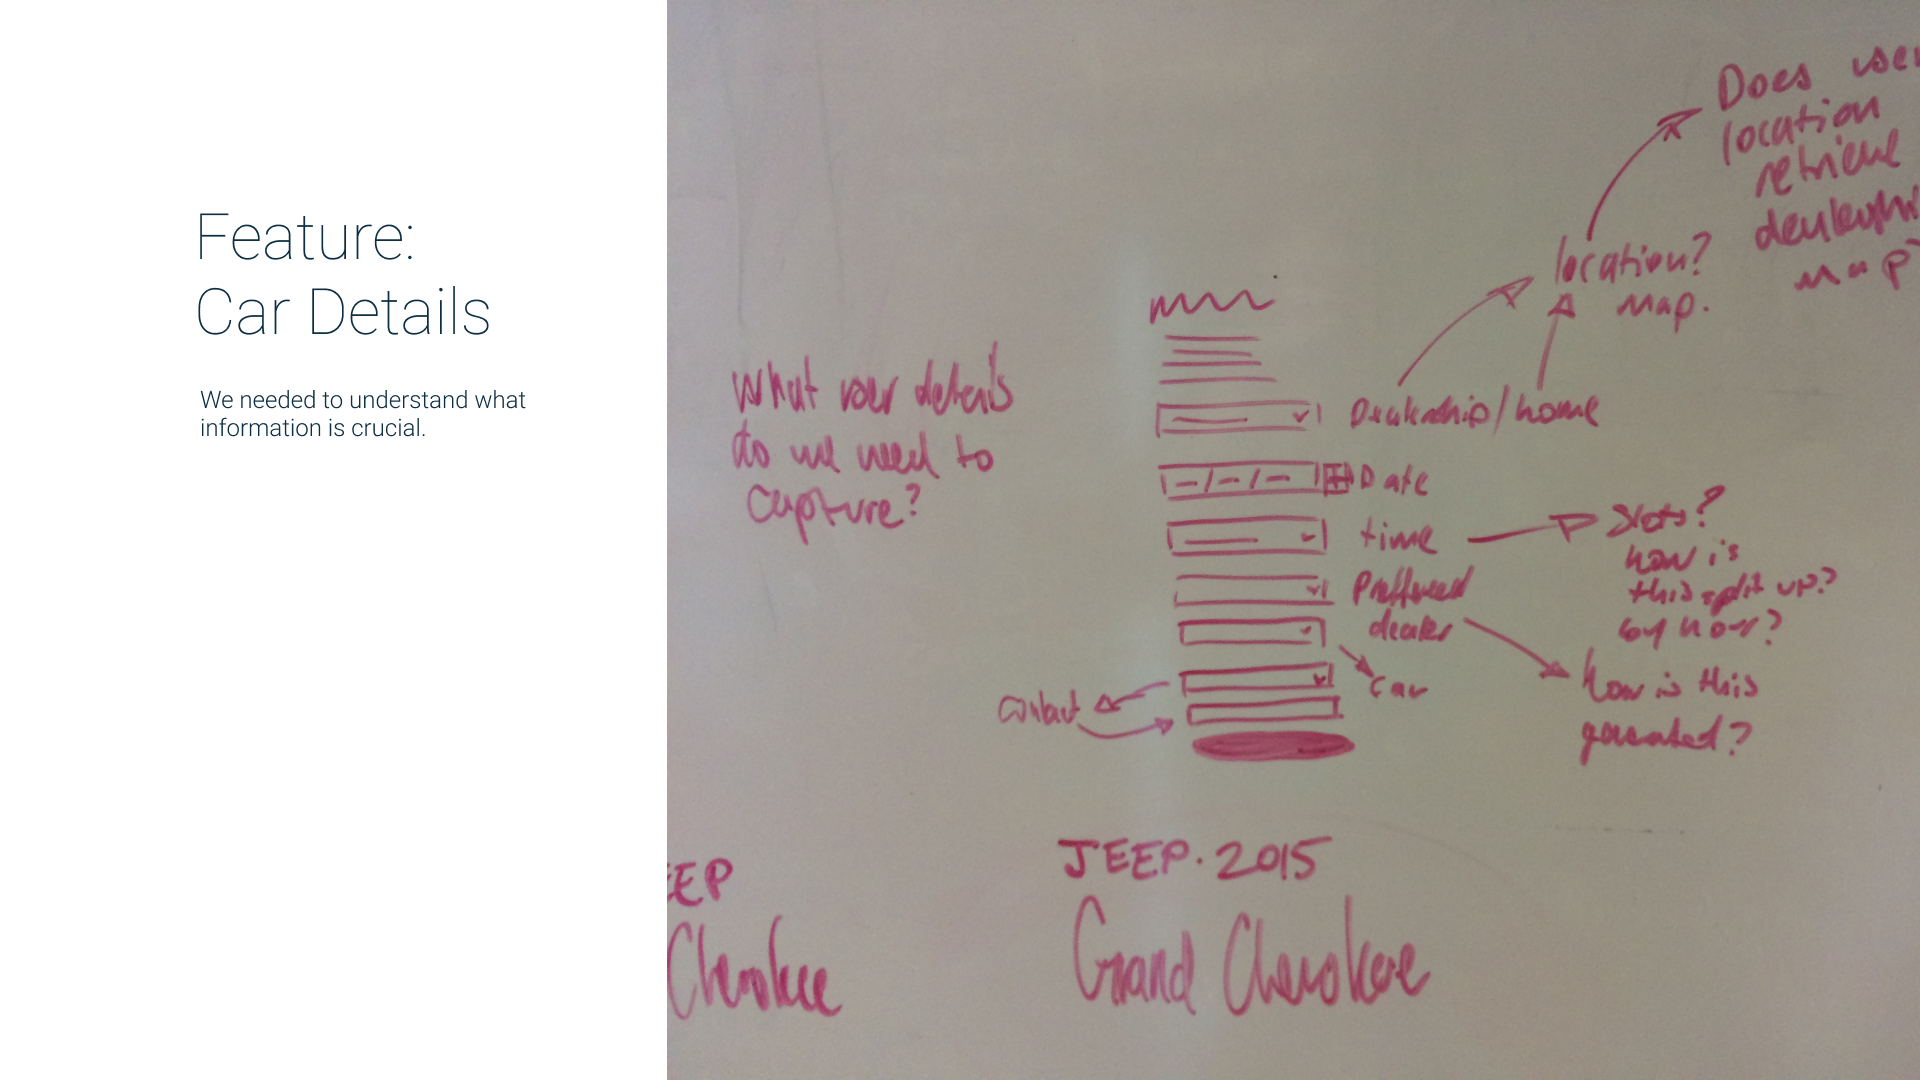 Feature:
Car Details
We needed to understand what
information is crucial.
What user details
do we need to
capture?
Does user
location
retrieve
dealership
map?
location?
map.
Dealership/home
Date
time
Slots?
how is
this split up?
by hour?
Preffered
dealer
car
how is this
generated?
contact
EEP
Cherokee
JEEP. 2015
Grand Cherokee